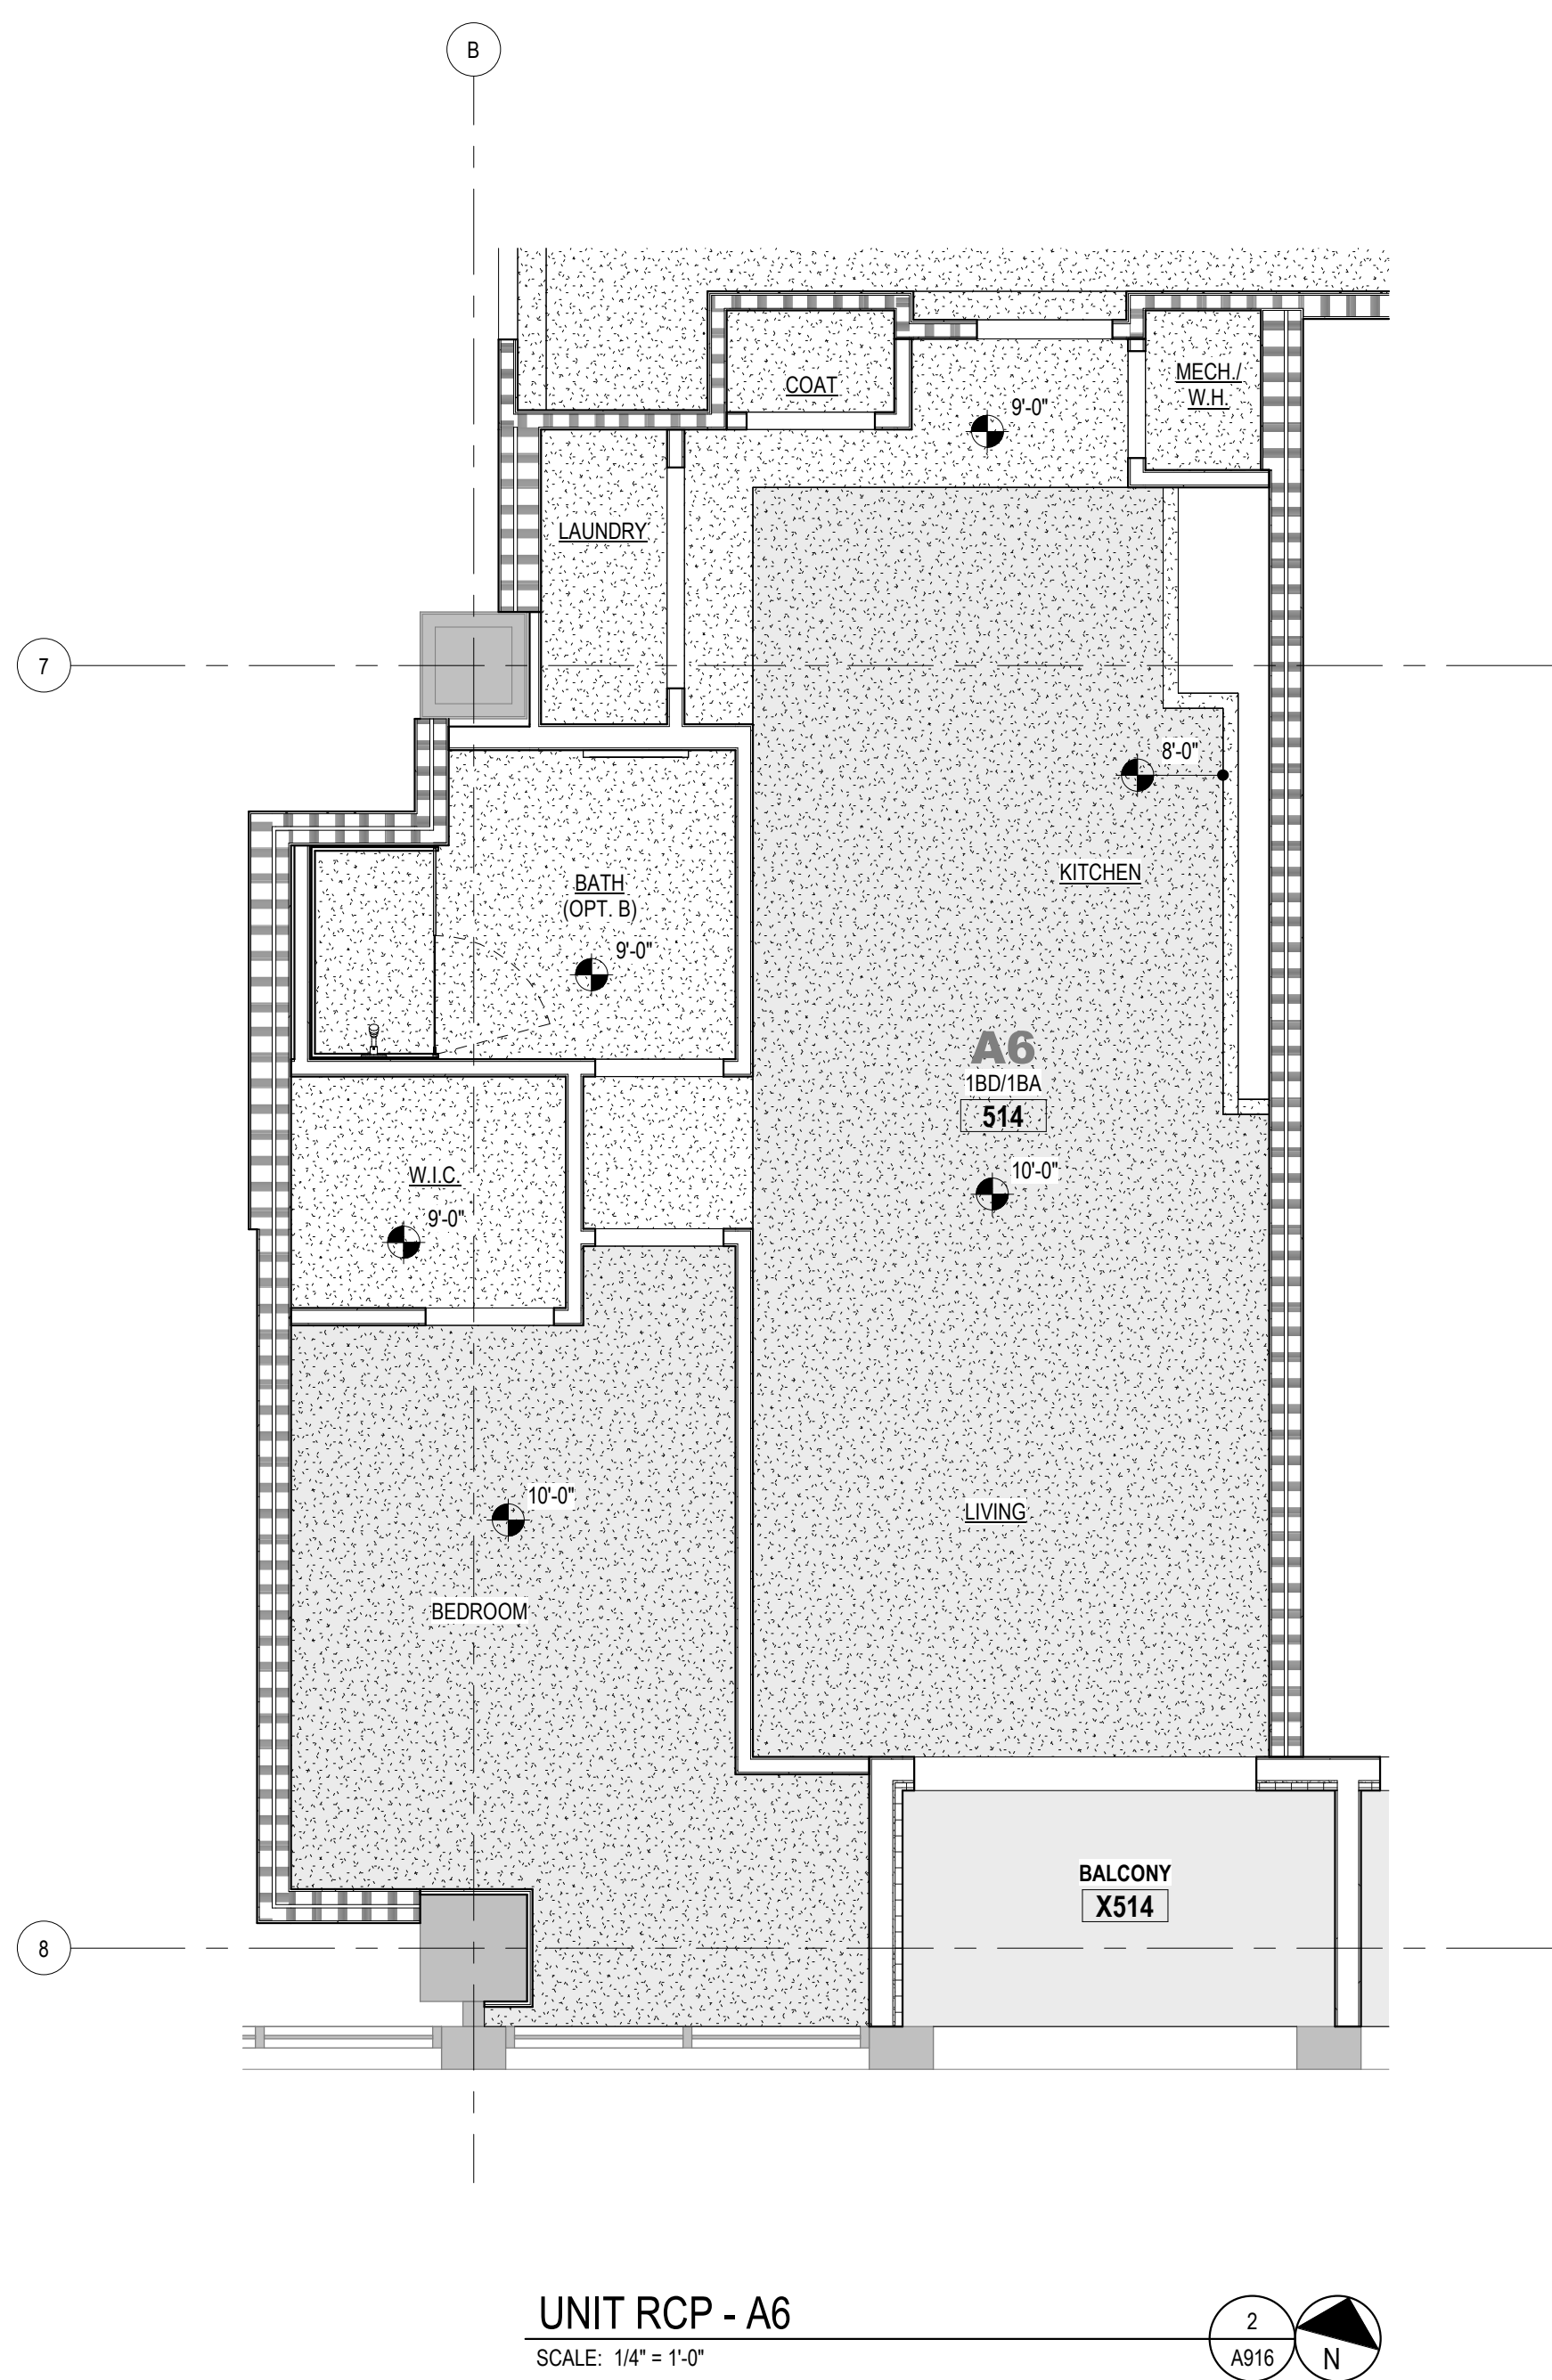 B
COAT
MECH./
W.H.
9'-0"
LAUNDRY
7
8'-0"
KITCHEN
BATH
(OPT. B)
9'-0"
A6
1BD/1BA
514
10'-0"
W.I.C.
9'-0"
10'-0"
LIVING
BEDROOM
BALCONY
X514
8
UNIT RCP - A6
SCALE: 1/4" = 1'-0"
2
A916
N